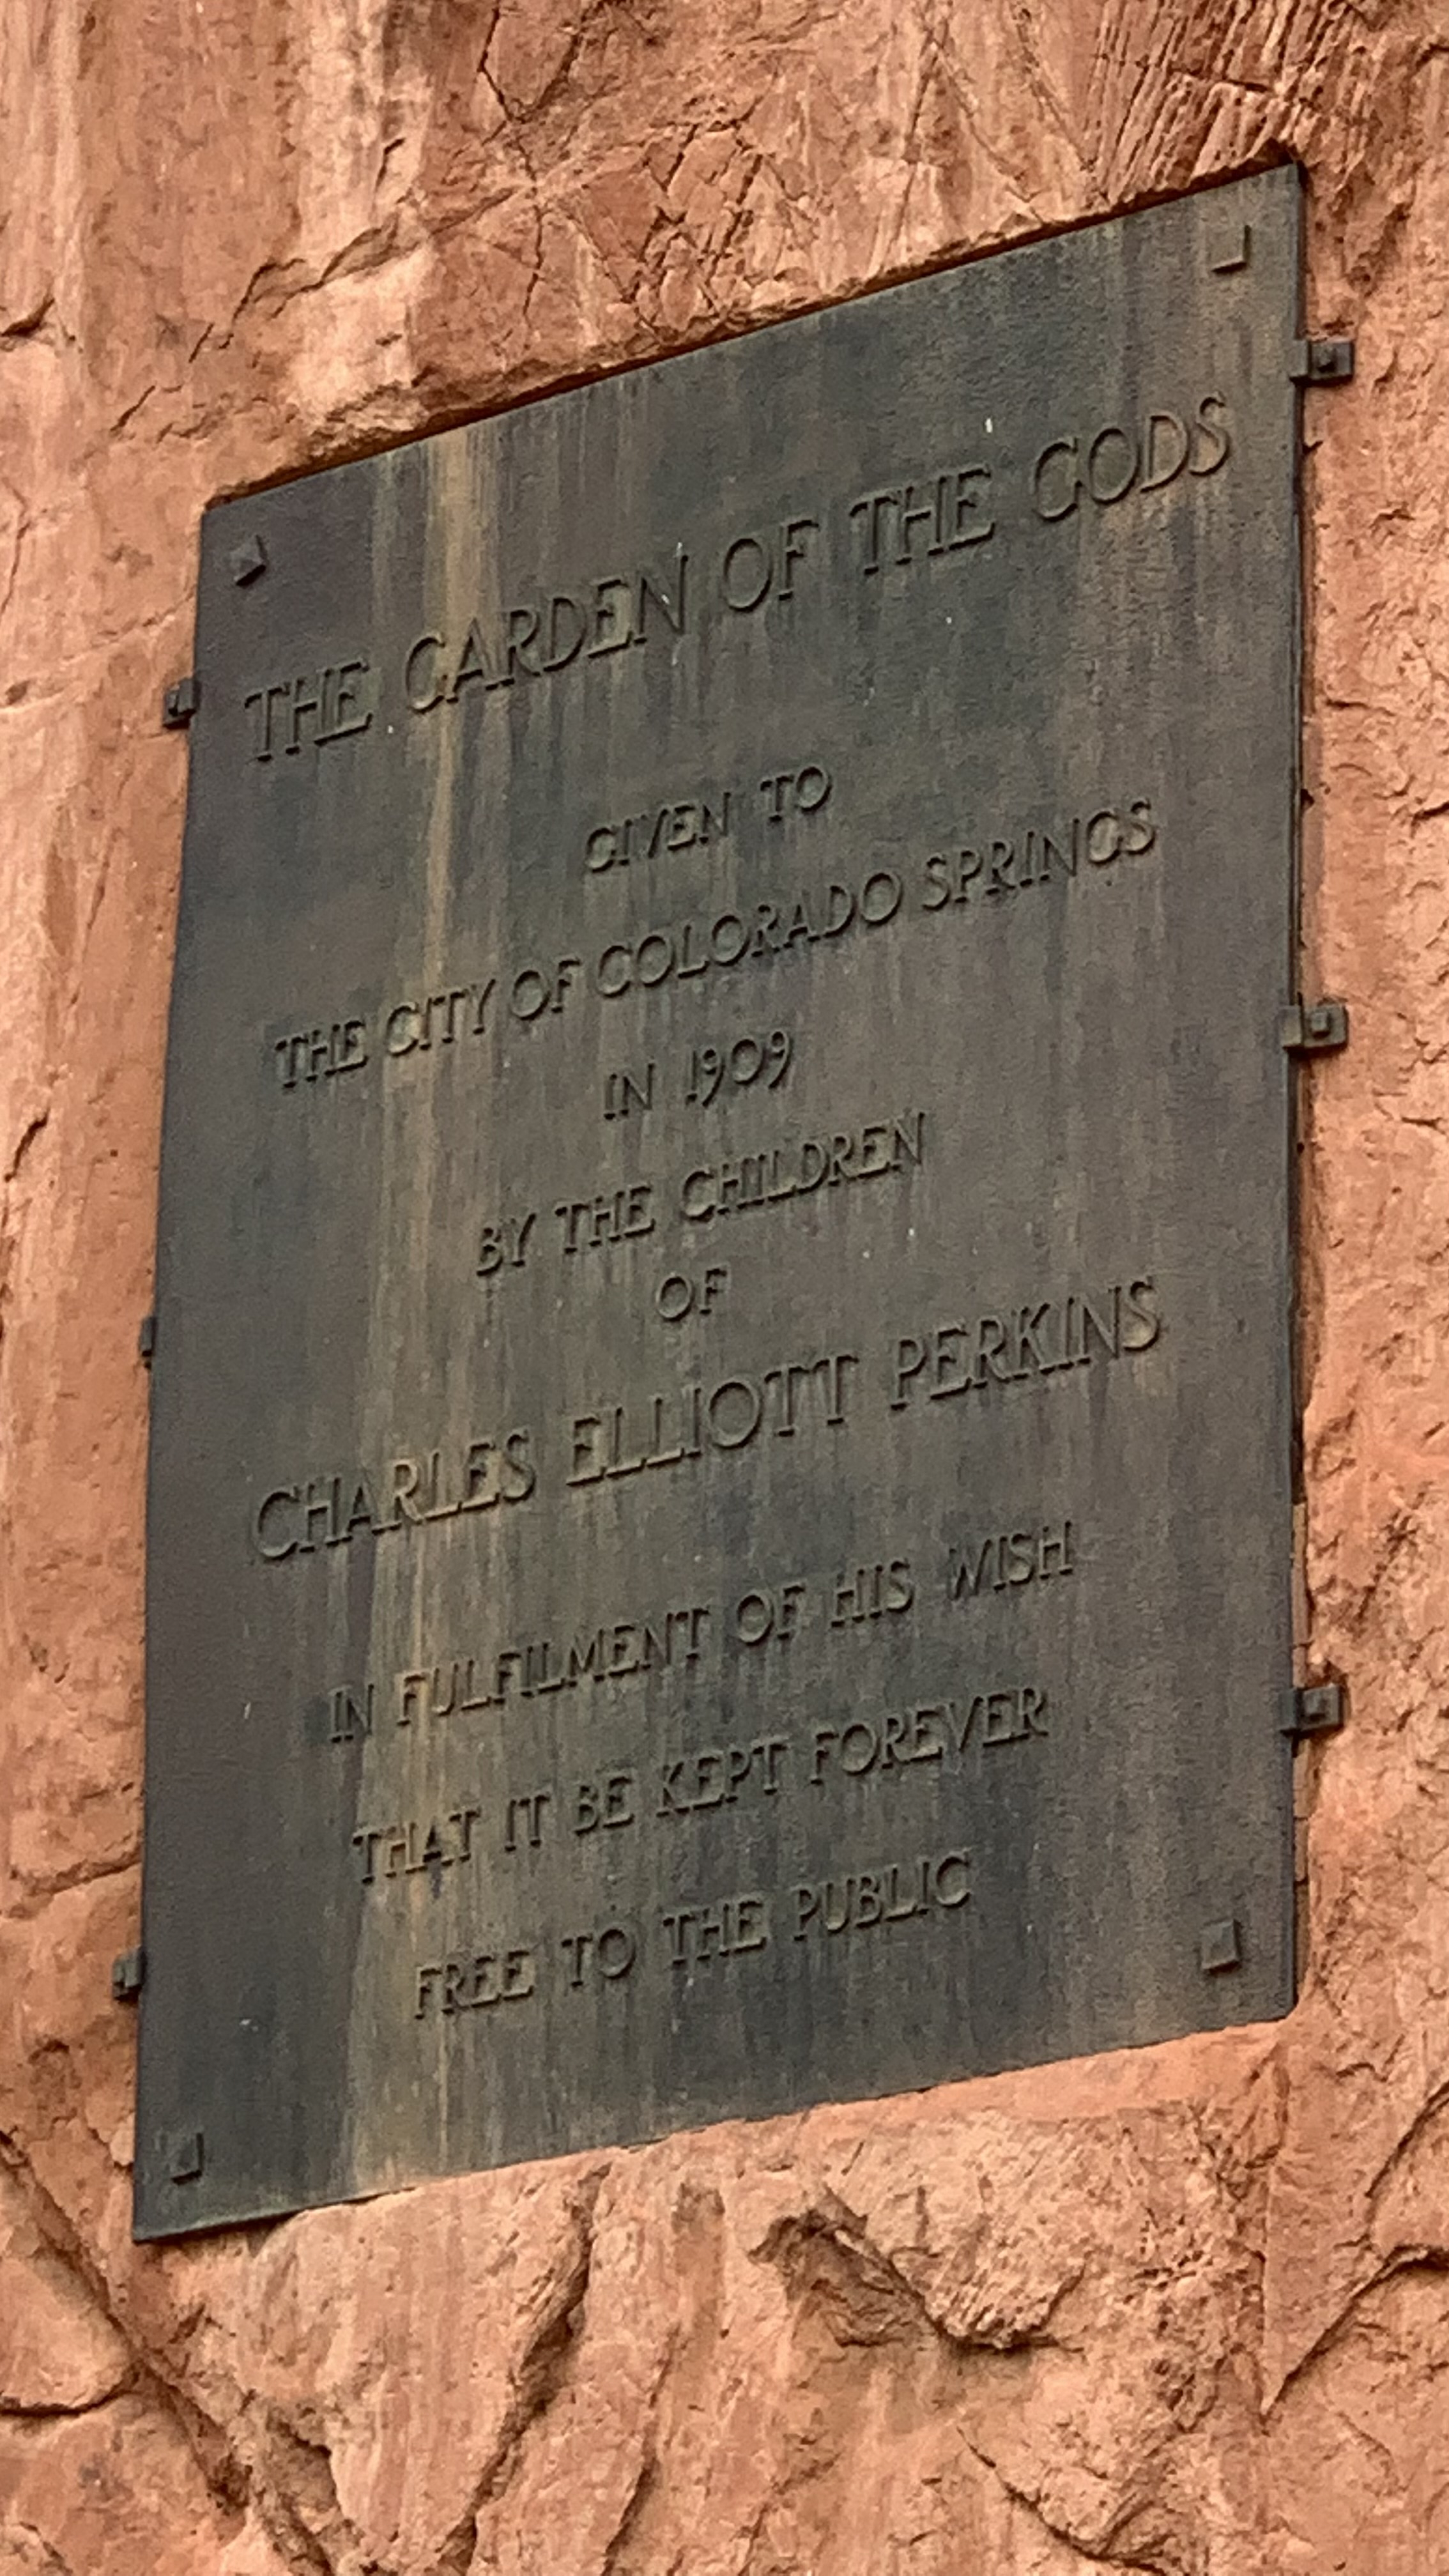 THE GARDEN OF THE GODS
GIVEN TO
THE CITY OF COLORADO SPRINGS
IN 1909
BY THE CHILDREN
OF
CHARLES ELLIOTT PERKINS
IN FULFILMENT OF HIS WISH
THAT IT BE KEPT FOREVER
FREE TO THE PUBLIC